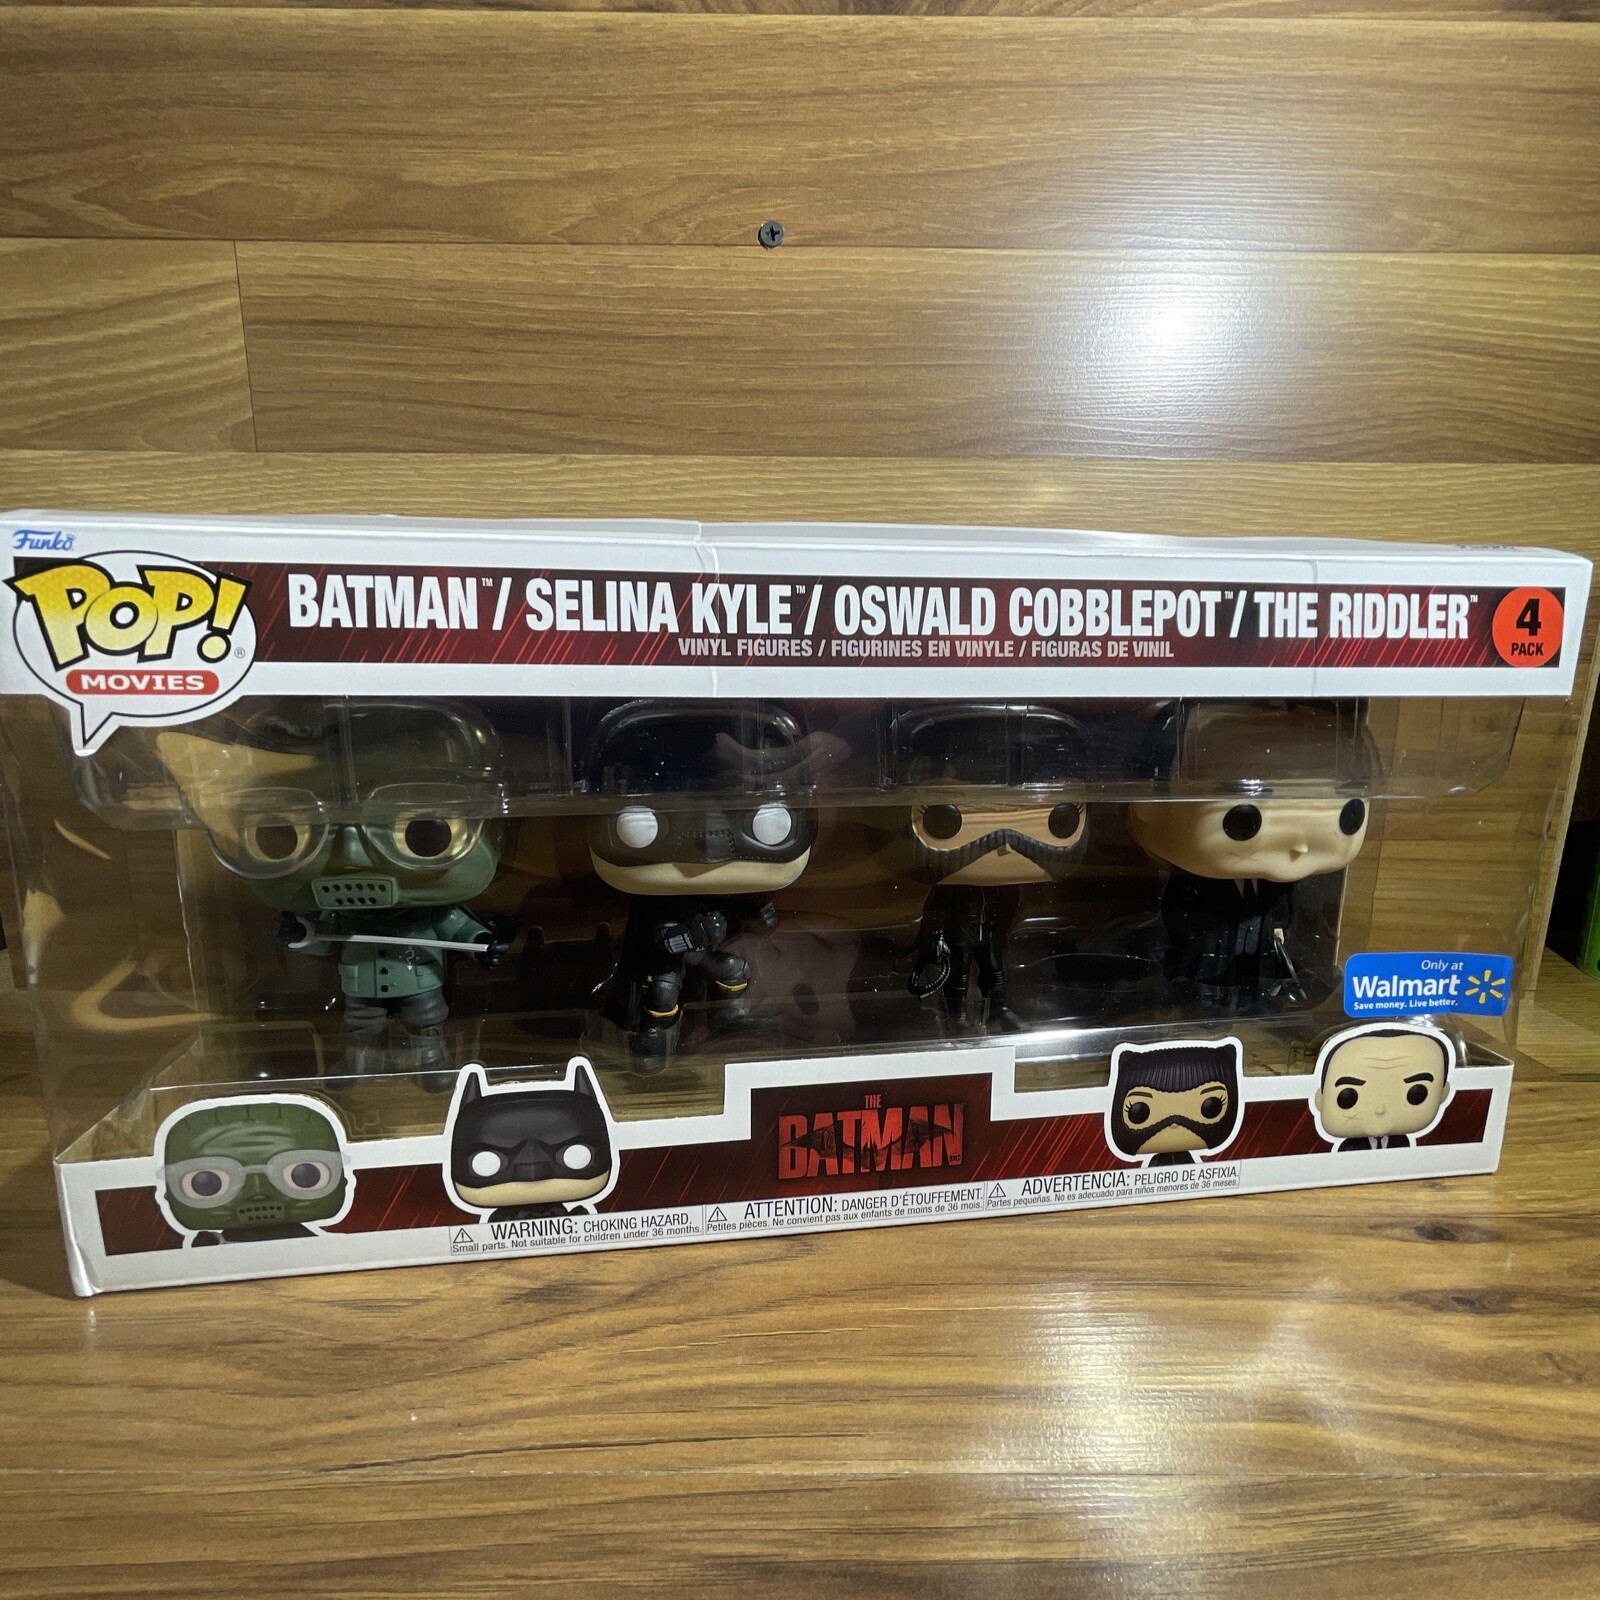 Funko
POP!
MOVIES
BATMAN™ / SELINA KYLE™ / OSWALD COBBLEPOT™ / THE RIDDLER™
VINYL FIGURES / FIGURINES EN VINYLE / FIGURAS DE VINIL
4
PACK
Only at
Walmart
Save money. Live better.
THE
BATMAN
WARNING: CHOKING HAZARD.
Small parts. Not suitable for children under 36 months.
ATTENTION: DANGER D'ÉTOUFFEMENT.
Petites pièces. Ne convient pas aux enfants de moins de 36 mois.
ADVERTENCIA: PELIGRO DE ASFIXIA.
Partes pequeñas. No es adecuado para niños menores de 36 meses.